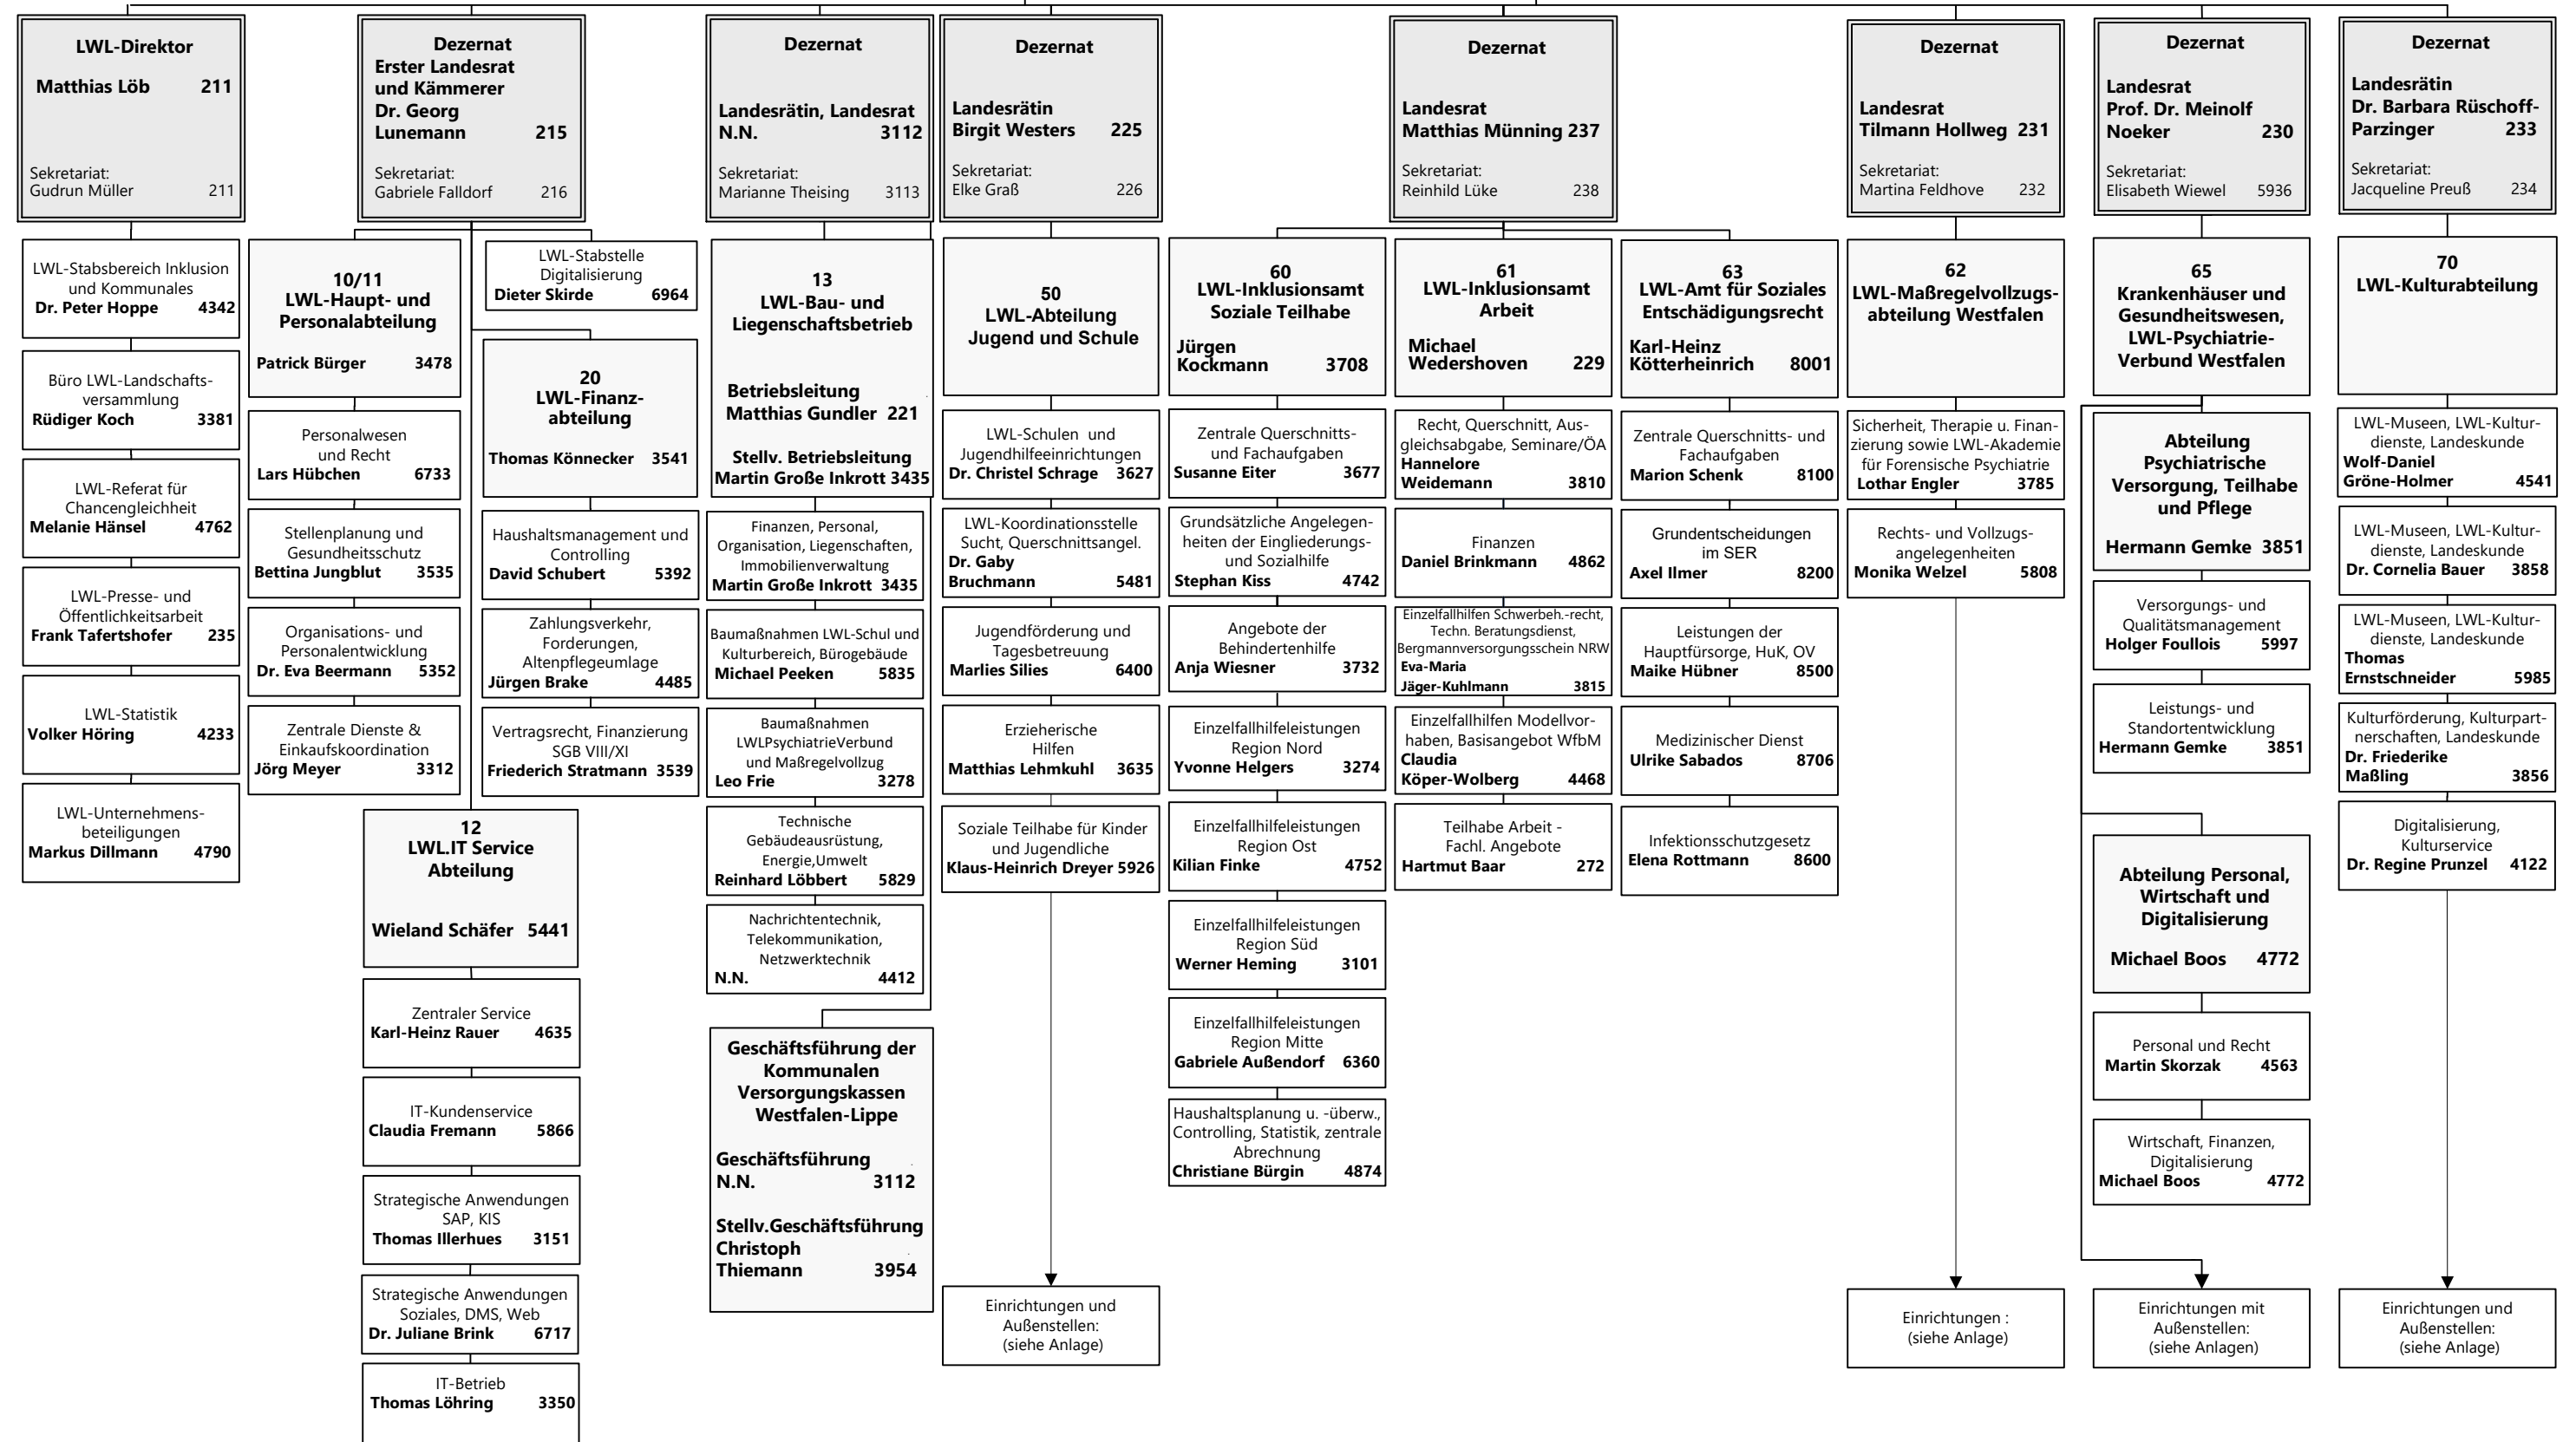 LWL-Direktor
Matthias Löb 211
Sekretariat:
Gudrun Müller 211
LWL-Stabsbereich Inklusion
und Kommunales
Dr. Peter Hoppe 4342
Büro LWL-Landschafts-
versammlung
Rüdiger Koch 3381
LWL-Referat für
Chancengleichheit
Melanie Hänsel 4762
LWL-Presse- und
Öffentlichkeitsarbeit
Frank Tafertshofer 235
LWL-Statistik
Volker Höring 4233
LWL-Unternehmens-
beteiligungen
Markus Dillmann 4790
Dezernat
Erster Landesrat
und Kämmerer
Dr. Georg
Lunemann 215
Sekretariat:
Gabriele Falldorf 216
10/11
LWL-Haupt- und
Personalabteilung
Patrick Bürger 3478
Personalwesen
und Recht
Lars Hübchen 6733
Stellenplanung und
Gesundheitsschutz
Bettina Jungblut 3535
Organisations- und
Personalentwicklung
Dr. Eva Beermann 5352
Zentrale Dienste &
Einkaufskoordination
Jörg Meyer 3312
LWL-Stabstelle
Digitalisierung
Dieter Skirde 6964
20
LWL-Finanz-
abteilung
Thomas Könnecker 3541
Haushaltsmanagement und
Controlling
David Schubert 5392
Zahlungsverkehr,
Forderungen,
Altenpflegeumlage
Jürgen Brake 4485
Vertragsrecht, Finanzierung
SGB VIII/XI
Friederich Stratmann 3539
12
LWL.IT Service
Abteilung
Wieland Schäfer 5441
Zentraler Service
Karl-Heinz Rauer 4635
IT-Kundenservice
Claudia Fremann 5866
Strategische Anwendungen
SAP, KIS
Thomas Illerhues 3151
Strategische Anwendungen
Soziales, DMS, Web
Dr. Juliane Brink 6717
IT-Betrieb
Thomas Löhring 3350
Dezernat
Landesrätin, Landesrat
N.N. 3112
Sekretariat:
Marianne Theising 3113
13
LWL-Bau- und
Liegenschaftsbetrieb
Betriebsleitung
Matthias Gundler 221
Stellv. Betriebsleitung
Martin Große Inkrott 3435
Finanzen, Personal,
Organisation, Liegenschaften,
Immobilienverwaltung
Martin Große Inkrott 3435
Baumaßnahmen LWL-Schul und
Kulturbereich, Bürogebäude
Michael Peeken 5835
Baumaßnahmen
LWLPsychiatrieVerbund
und Maßregelvollzug
Leo Frie 3278
Technische
Gebäudeausrüstung,
Energie,Umwelt
Reinhard Löbbert 5829
Nachrichtentechnik,
Telekommunikation,
Netzwerktechnik
N.N. 4412
Geschäftsführung der
Kommunalen
Versorgungskassen
Westfalen-Lippe
Geschäftsführung
N.N. 3112
Stellv.Geschäftsführung
Christoph
Thiemann 3954
Dezernat
Landesrätin
Birgit Westers 225
Sekretariat:
Elke Graß 226
50
LWL-Abteilung
Jugend und Schule
LWL-Schulen und
Jugendhilfeeinrichtungen
Dr. Christel Schrage 3627
LWL-Koordinationsstelle
Sucht, Querschnittsangel.
Dr. Gaby
Bruchmann 5481
Jugendförderung und
Tagesbetreuung
Marlies Silies 6400
Erzieherische
Hilfen
Matthias Lehmkuhl 3635
Soziale Teilhabe für Kinder
und Jugendliche
Klaus-Heinrich Dreyer 5926
Einrichtungen und
Außenstellen:
(siehe Anlage)
Dezernat
Landesrat
Matthias Münning 237
Sekretariat:
Reinhild Lüke 238
60
LWL-Inklusionsamt
Soziale Teilhabe
Jürgen
Kockmann 3708
Zentrale Querschnitts-
und Fachaufgaben
Susanne Eiter 3677
Grundsätzliche Angelegen-
heiten der Eingliederungs-
und Sozialhilfe
Stephan Kiss 4742
Angebote der
Behindertenhilfe
Anja Wiesner 3732
Einzelfallhilfeleistungen
Region Nord
Yvonne Helgers 3274
Einzelfallhilfeleistungen
Region Ost
Kilian Finke 4752
Einzelfallhilfeleistungen
Region Süd
Werner Heming 3101
Einzelfallhilfeleistungen
Region Mitte
Gabriele Außendorf 6360
Haushaltsplanung u. -überw.,
Controlling, Statistik, zentrale
Abrechnung
Christiane Bürgin 4874
61
LWL-Inklusionsamt
Arbeit
Michael
Wedershoven 229
Recht, Querschnitt, Aus-
gleichsabgabe, Seminare/ÖA
Hannelore
Weidemann 3810
Finanzen
Daniel Brinkmann 4862
Einzelfallhilfen Schwerbeh.-recht,
Techn. Beratungsdienst,
Bergmannversorgungsschein NRW
Eva-Maria
Jäger-Kuhlmann 3815
Einzelfallhilfen Modellvor-
haben, Basisangebot WfbM
Claudia
Köper-Wolberg 4468
Teilhabe Arbeit -
Fachl. Angebote
Hartmut Baar 272
63
LWL-Amt für Soziales
Entschädigungsrecht
Karl-Heinz
Kötterheinrich 8001
Zentrale Querschnitts- und
Fachaufgaben
Marion Schenk 8100
Grundentscheidungen
im SER
Axel Ilmer 8200
Leistungen der
Hauptfürsorge, HuK, OV
Maike Hübner 8500
Medizinischer Dienst
Ulrike Sabados 8706
Infektionsschutzgesetz
Elena Rottmann 8600
Dezernat
Landesrat
Tilmann Hollweg 231
Sekretariat:
Martina Feldhove 232
62
LWL-Maßregelvollzugs-
abteilung Westfalen
Sicherheit, Therapie u. Finan-
zierung sowie LWL-Akademie
für Forensische Psychiatrie
Lothar Engler 3785
Rechts- und Vollzugs-
angelegenheiten
Monika Welzel 5808
Einrichtungen :
(siehe Anlage)
Dezernat
Landesrat
Prof. Dr. Meinolf
Noeker 230
Sekretariat:
Elisabeth Wiewel 5936
65
Krankenhäuser und
Gesundheitswesen,
LWL-Psychiatrie-
Verbund Westfalen
Abteilung
Psychiatrische
Versorgung, Teilhabe
und Pflege
Hermann Gemke 3851
Versorgungs- und
Qualitätsmanagement
Holger Foullois 5997
Leistungs- und
Standortentwicklung
Hermann Gemke 3851
Abteilung Personal,
Wirtschaft und
Digitalisierung
Michael Boos 4772
Personal und Recht
Martin Skorzak 4563
Wirtschaft, Finanzen,
Digitalisierung
Michael Boos 4772
Einrichtungen mit
Außenstellen:
(siehe Anlagen)
Dezernat
Landesrätin
Dr. Barbara Rüschoff-
Parzinger 233
Sekretariat:
Jacqueline Preuß 234
70
LWL-Kulturabteilung
LWL-Museen, LWL-Kultur-
dienste, Landeskunde
Wolf-Daniel
Gröne-Holmer 4541
LWL-Museen, LWL-Kultur-
dienste, Landeskunde
Dr. Cornelia Bauer 3858
LWL-Museen, LWL-Kultur-
dienste, Landeskunde
Thomas
Ernstschneider 5985
Kulturförderung, Kulturpart-
nerschaften, Landeskunde
Dr. Friederike
Maßling 3856
Digitalisierung,
Kulturservice
Dr. Regine Prunzel 4122
Einrichtungen und
Außenstellen:
(siehe Anlage)